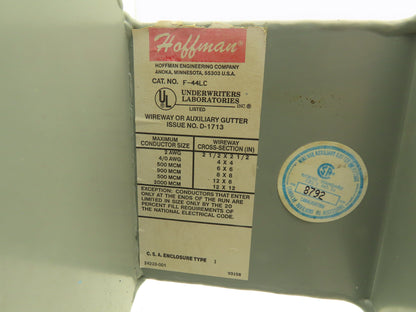 Hoffman
HOFFMAN ENGINEERING COMPANY
ANOKA, MINNESOTA, 55303 U.S.A.
CAT. NO. F-44LC
UL
UNDERWRITERS
LABORATORIES INC.®
LISTED
WIREWAY OR AUXILIARY GUTTER
ISSUE NO. D-1713
MAXIMUM CONDUCTOR SIZE WIREWAY CROSS-SECTION (IN)
2 AWG 2 1/2 X 2 1/2
4/0 AWG 4 X 4
500 MCM 6 X 6
900 MCM 8 X 8
500 MCM 12 X 6
2000 MCM 12 X 12
EXCEPTION: CONDUCTORS THAT ENTER
ONLY AT THE ENDS OF THE RUN ARE
LIMITED IN SIZE ONLY BY THE 20
PERCENT FILL REQUIREMENTS OF
THE NATIONAL ELECTRICAL CODE.
C.S.A. ENCLOSURE TYPE 1
8792